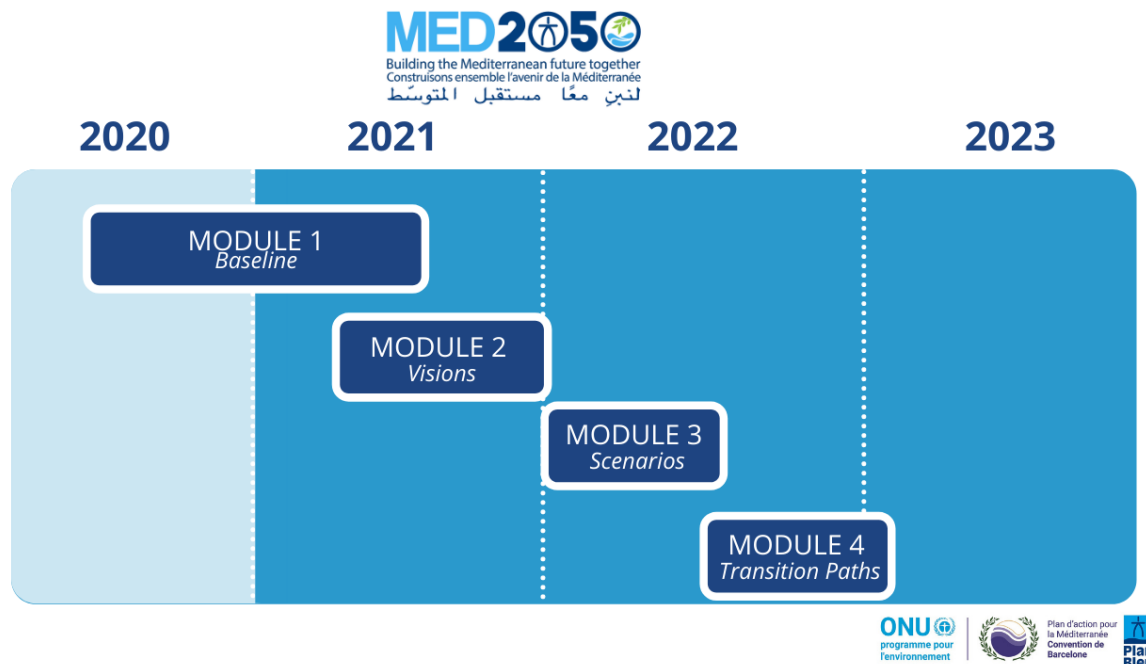 MED2050
Building the Mediterranean future together
Construisons ensemble l'avenir de la Méditerranée
لنبنِ معًا مستقبل المتوسّط
2020
2021
2022
2023
MODULE 1
Baseline
MODULE 2
Visions
MODULE 3
Scenarios
MODULE 4
Transition Paths
ONU
programme pour
l'environnement
Plan d'action pour
la Méditerranée
Convention de
Barcelone
Plan